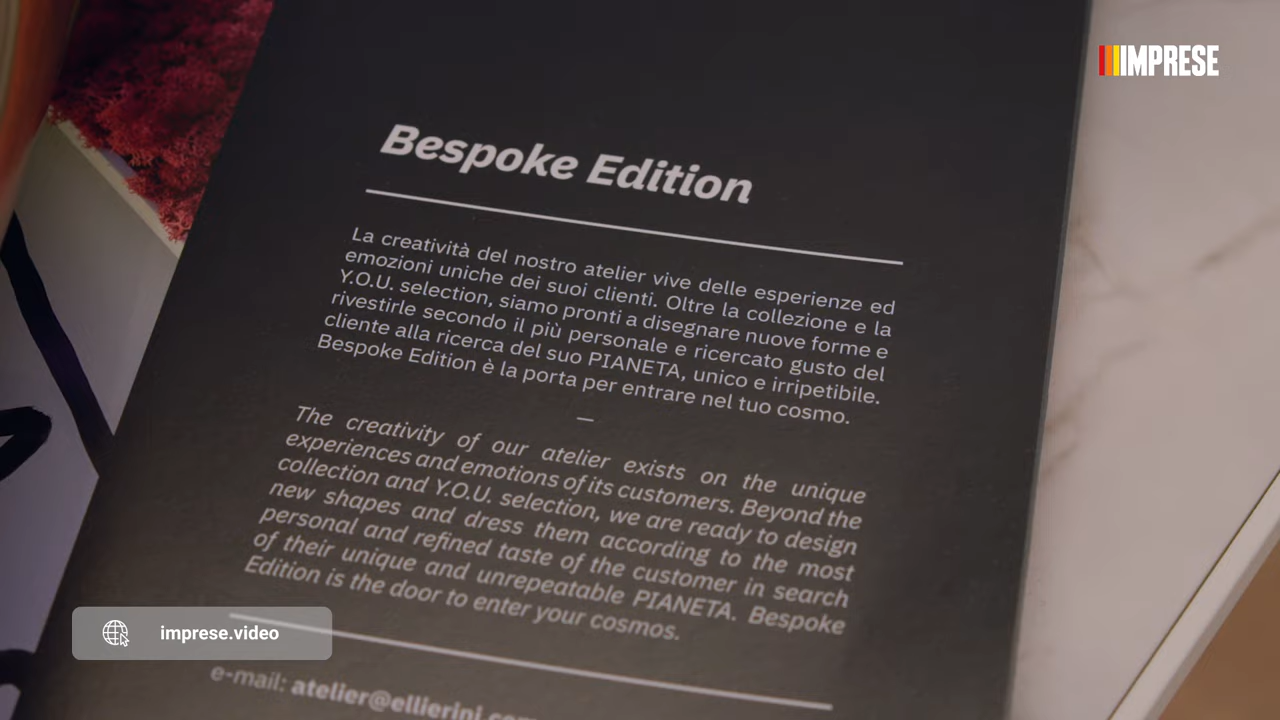 IMPRESE
Bespoke Edition
La creatività del nostro atelier vive delle esperienze ed
emozioni uniche dei suoi clienti. Oltre la collezione e la
Y.O.U. selection, siamo pronti a disegnare nuove forme e
rivestirle secondo il più personale e ricercato gusto del
cliente alla ricerca del suo PIANETA, unico e irripetibile.
Bespoke Edition è la porta per entrare nel tuo cosmo.
—
The creativity of our atelier exists on the unique
experiences and emotions of its customers. Beyond the
collection and Y.O.U. selection, we are ready to design
new shapes and dress them according to the most
personal and refined taste of the customer in search
of their unique and unrepeatable PIANETA. Bespoke
Edition is the door to enter your cosmos.
imprese.video
e-mail: atelier@ellierini.com